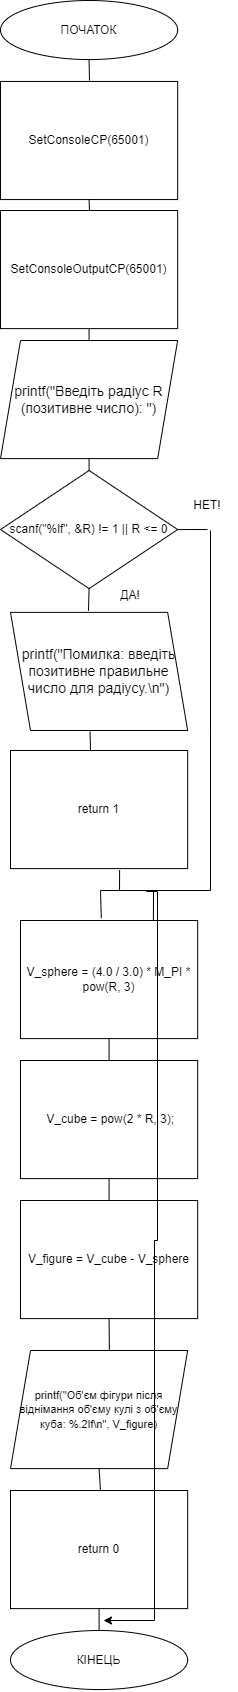 ПОЧАТОК
SetConsoleCP(65001)
SetConsoleOutputCP(65001)
printf("Введіть радіус R
(позитивне число): ")
НЕТ!
scanf("%lf", &R) != 1 || R <= 0
ДА!
printf("Помилка: введіть
позитивне правильне
число для радіусу.\n")
return 1
V_sphere = (4.0 / 3.0) * M_PI *
pow(R, 3)
V_cube = pow(2 * R, 3);
V_figure = V_cube - V_sphere
printf("Об'єм фігури після
віднімання об'єму кулі з об'єму
куба: %.2lf\n", V_figure)
return 0
КІНЕЦЬ